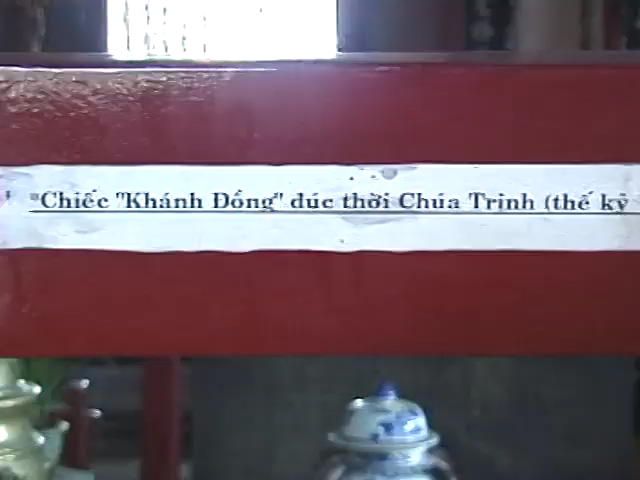 "Chiếc "Khánh Đồng" đúc thời Chúa Trịnh (thế kỷ